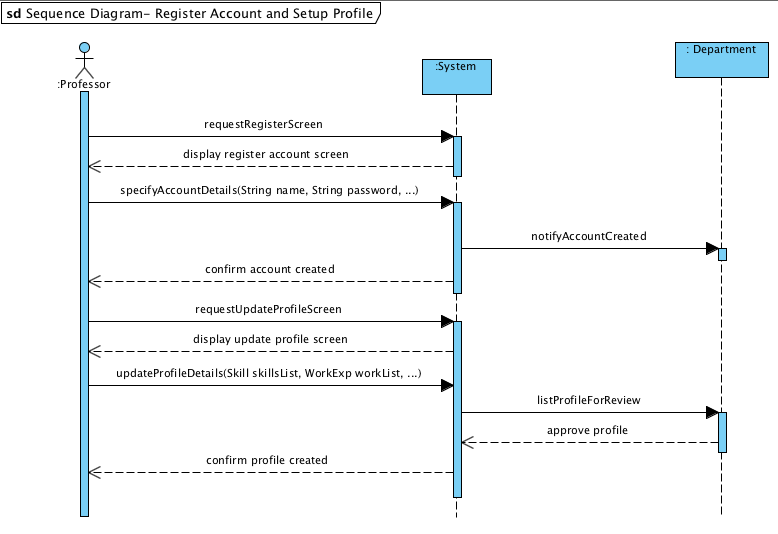 sd Sequence Diagram- Register Account and Setup Profile
:Professor
:System
: Department
requestRegisterScreen
display register account screen
specifyAccountDetails(String name, String password, ...)
notifyAccountCreated
confirm account created
requestUpdateProfileScreen
display update profile screen
updateProfileDetails(Skill skillsList, WorkExp workList, ...)
listProfileForReview
approve profile
confirm profile created